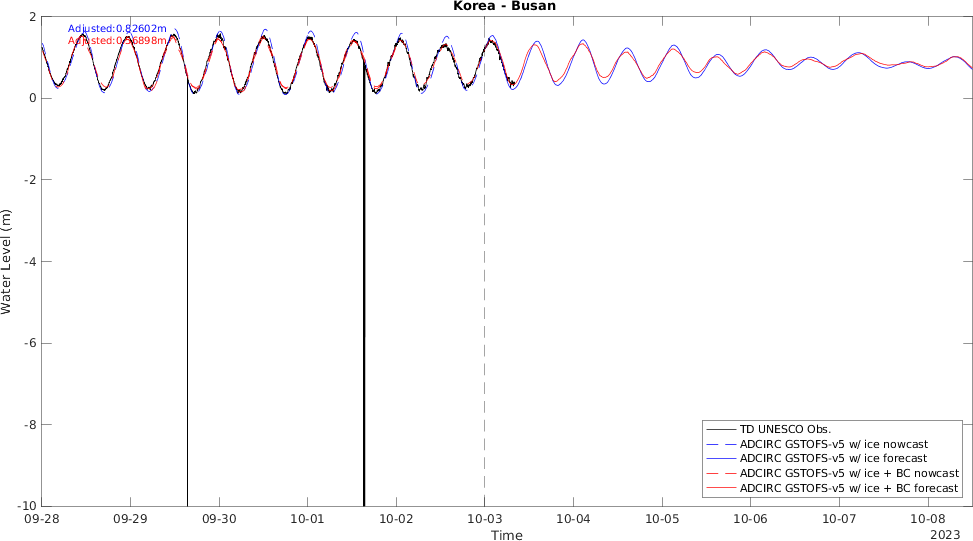 Korea - Busan
Adjusted:0.82602m
Water Level (m)
2
0
-2
-4
-6
-8
-10
TD UNESCO Obs.
ADCIRC GSTOFS-v5 w/ ice nowcast
ADCIRC GSTOFS-v5 w/ ice forecast
ADCIRC GSTOFS-v5 w/ ice + BC nowcast
ADCIRC GSTOFS-v5 w/ ice + BC forecast
09-28 09-29 09-30 10-01 10-02 10-03 10-04 10-05 10-06 10-07 10-08
Time
2023